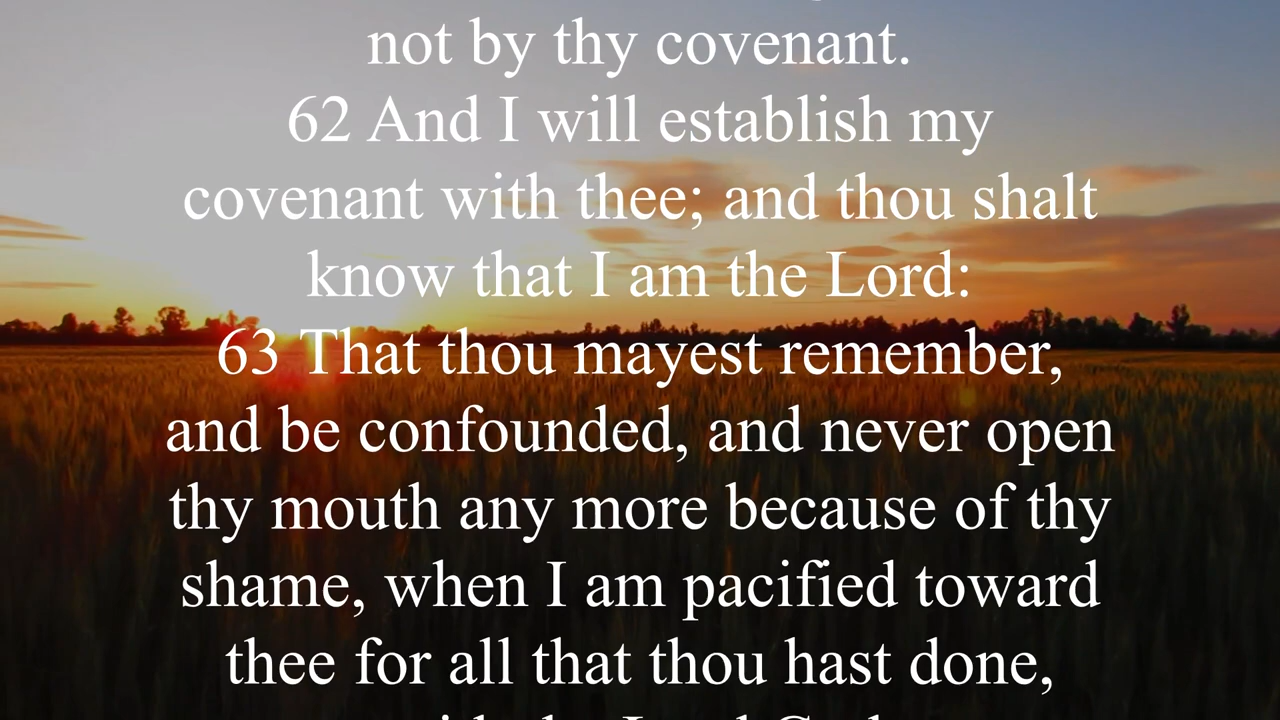 not by thy covenant.
62 And I will establish my
covenant with thee; and thou shalt
know that I am the Lord:
63 That thou mayest remember,
and be confounded, and never open
thy mouth any more because of thy
shame, when I am pacified toward
thee for all that thou hast done,